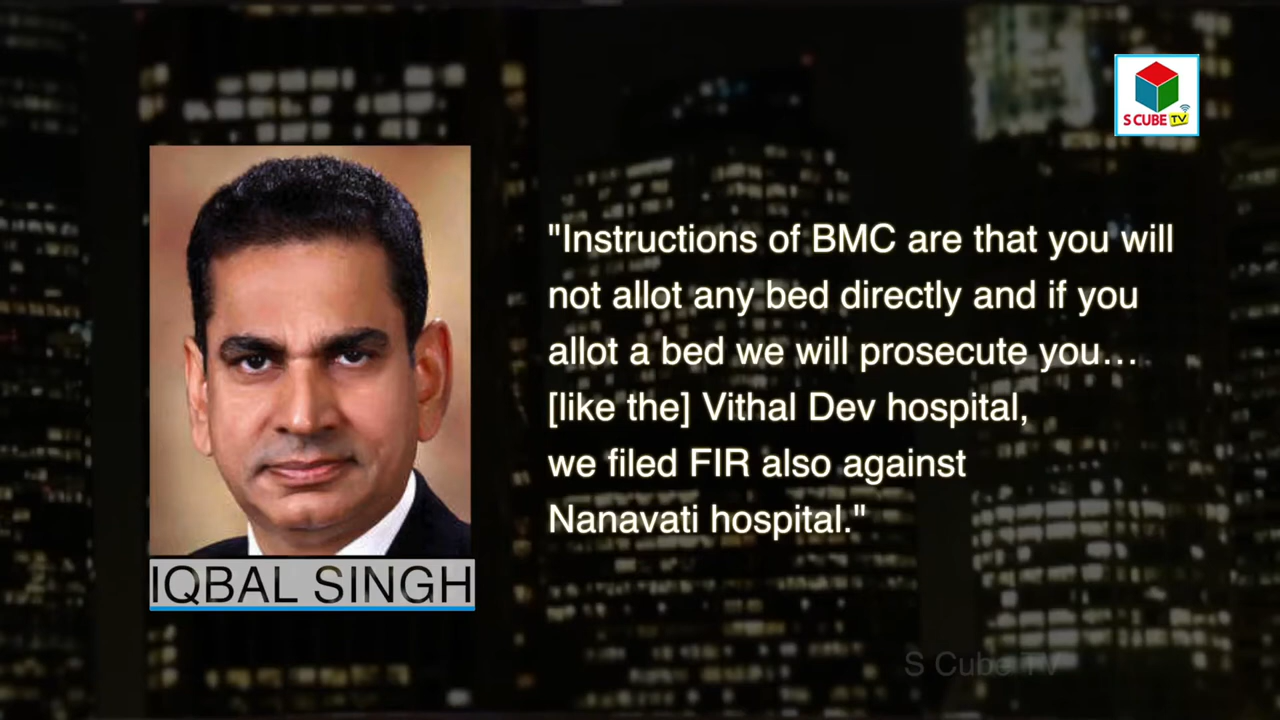 S CUBE TV
"Instructions of BMC are that you will
not allot any bed directly and if you
allot a bed we will prosecute you...
[like the] Vithal Dev hospital,
we filed FIR also against
Nanavati hospital."
IQBAL SINGH
S Cube Tv